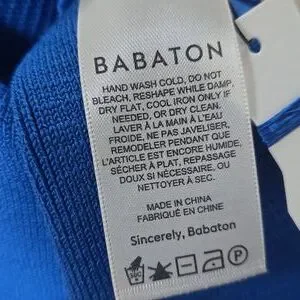 BABATON
HAND WASH COLD, DO NOT
BLEACH, RESHAPE WHILE DAMP,
DRY FLAT, COOL IRON ONLY IF
NEEDED, OR DRY CLEAN.
LAVER À LA MAIN À L'EAU
FROIDE, NE PAS JAVELISER,
REMODELER PENDANT QUE
L'ARTICLE EST ENCORE HUMIDE,
SÉCHER À PLAT, REPASSAGE
DOUX SI NÉCESSAIRE, OU
NETTOYER À SEC.
MADE IN CHINA
FABRIQUÉ EN CHINE
Sincerely, Babaton
P